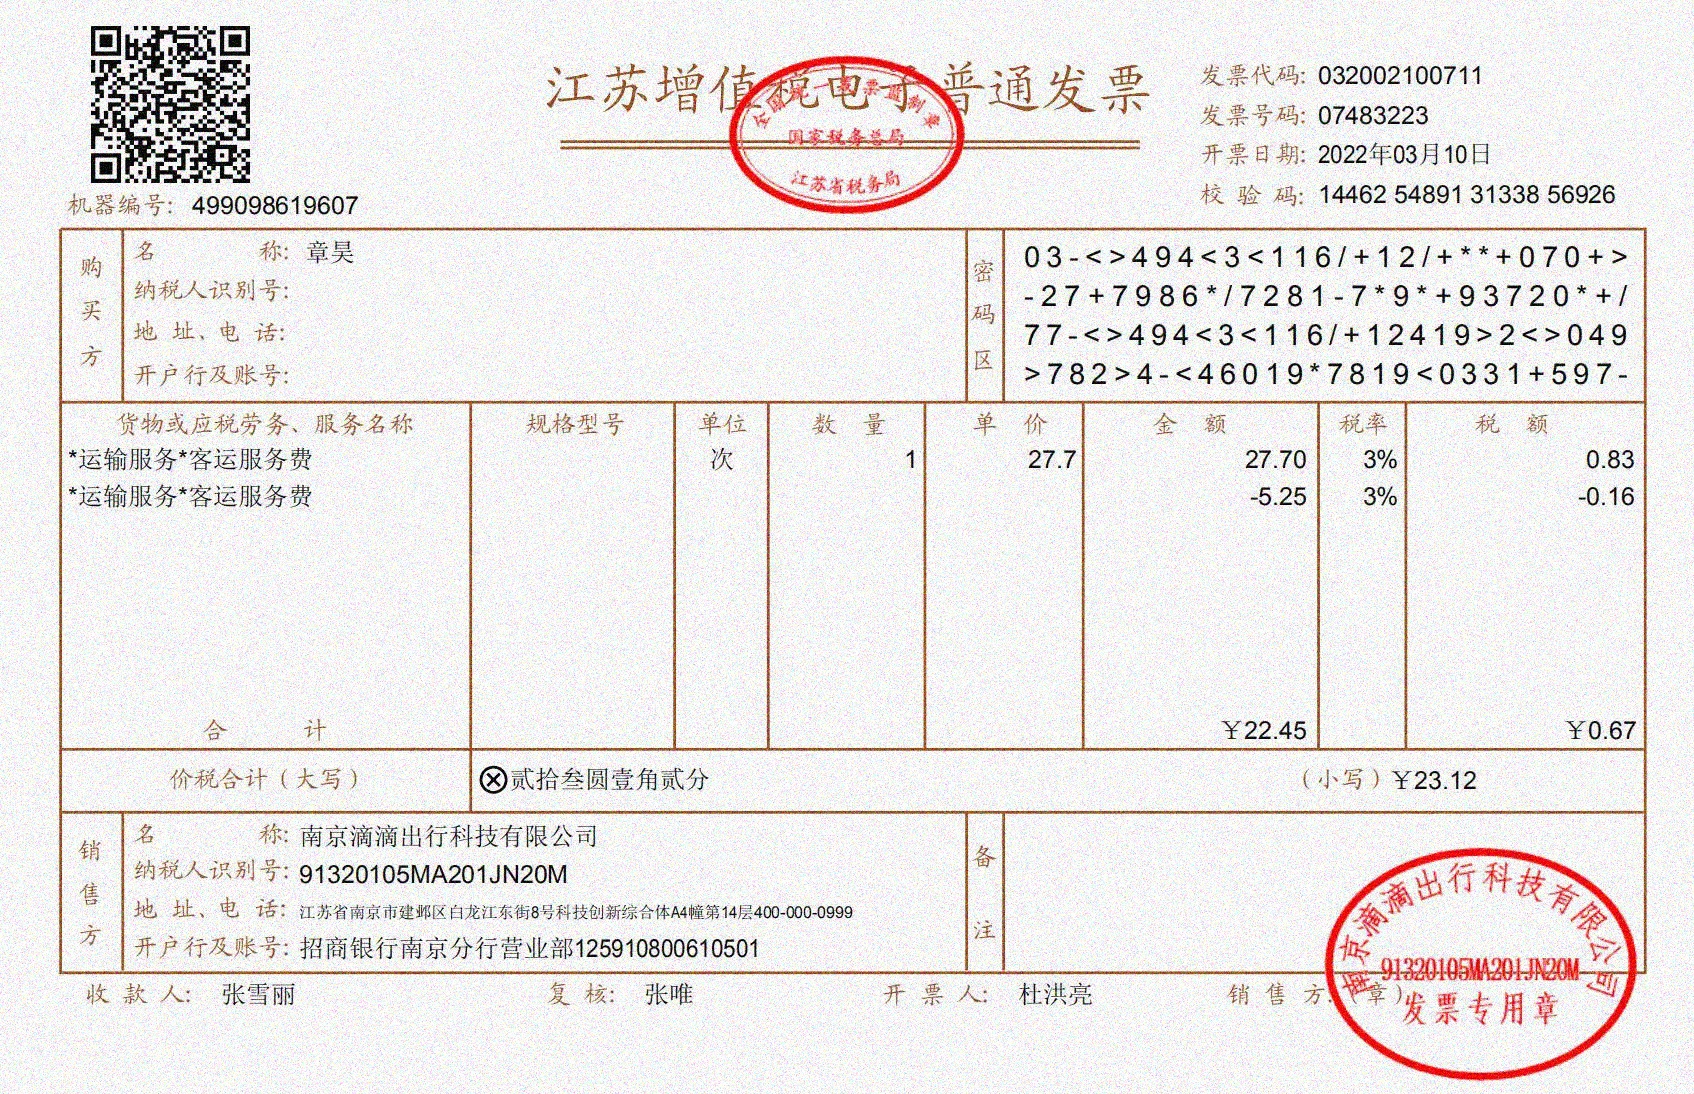 江苏增值税电子普通发票
全国统一发票监制章
国家税务总局
江苏省税务局
发票代码: 032002100711
发票号码: 07483223
开票日期: 2022年03月10日
校 验 码: 14462 54891 31338 56926
机器编号: 499098619607
购买方
名 称: 章昊
纳税人识别号:
地 址、电 话:
开户行及账号:
密码区
03-<>494<3<116/+12/+**+070+>
-27+7986*/7281-7*9*+93720*+/
77-<>494<3<116/+12419>2<>049
>782>4-<46019*7819<0331+597-
货物或应税劳务、服务名称 规格型号 单位 数 量 单 价 金 额 税率 税 额
*运输服务*客运服务费 次 1 27.7 27.70 3% 0.83
*运输服务*客运服务费 -5.25 3% -0.16
合 计 ￥22.45 ￥0.67
价税合计(大写) ⊗贰拾叁圆壹角贰分 (小写)￥23.12
销售方
名 称: 南京滴滴出行科技有限公司
纳税人识别号: 91320105MA201JN20M
地 址、电 话: 江苏省南京市建邺区白龙江东街8号科技创新综合体A4幢第14层400-000-0999
开户行及账号: 招商银行南京分行营业部125910800610501
备注
收 款 人: 张雪丽 复 核: 张唯 开 票 人: 杜洪亮 销 售 方:(章)
南京滴滴出行科技有限公司
91320105MA201JN20M
发票专用章